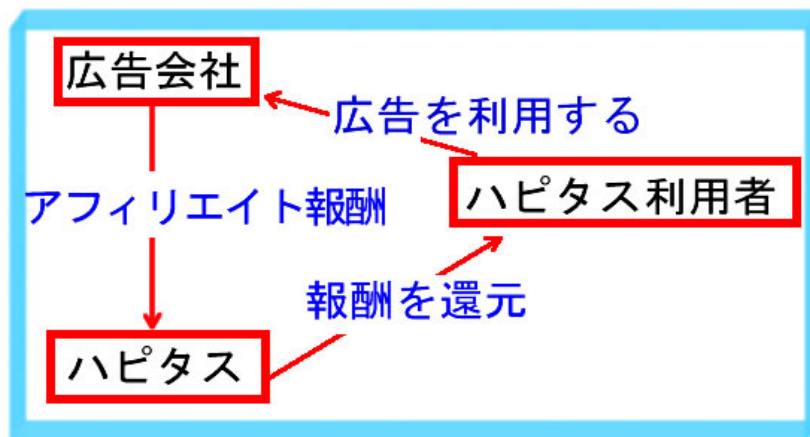 広告会社
広告を利用する
ハピタス利用者
アフィリエイト報酬
報酬を還元
ハピタス